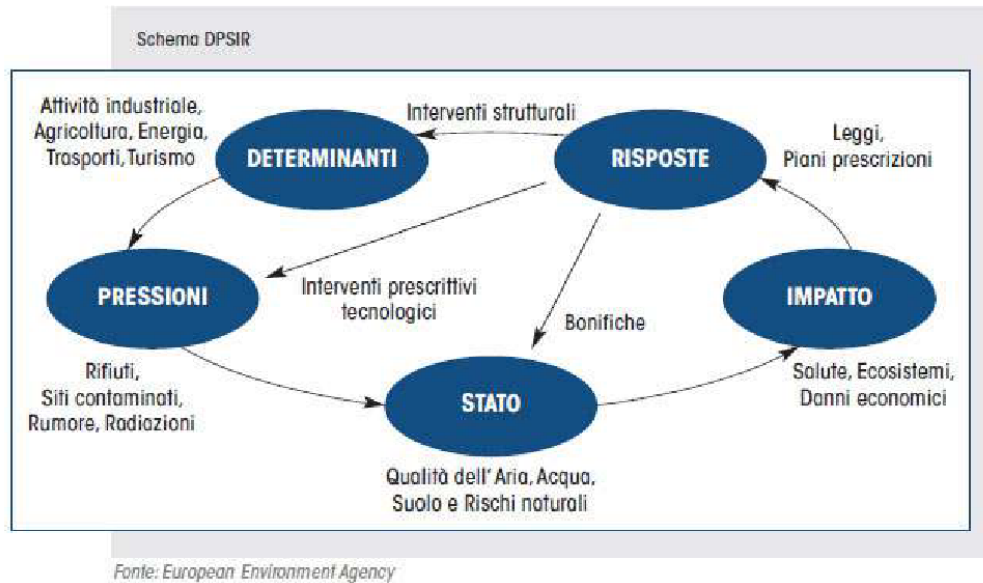 Schema DPSIR
Attività industriale,
Agricoltura, Energia,
Trasporti, Turismo
DETERMINANTI
Interventi strutturali
RISPOSTE
Leggi,
Piani prescrizioni
PRESSIONI
Interventi prescrittivi
tecnologici
Bonifiche
IMPATTO
Rifiuti,
Siti contaminati,
Rumore, Radiazioni
STATO
Salute, Ecosistemi,
Danni economici
Qualità dell'Aria, Acqua,
Suolo e Rischi naturali
Fonte: European Environment Agency